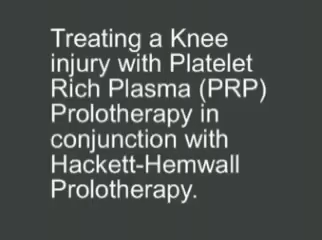 Treating a Knee
injury with Platelet
Rich Plasma (PRP)
Prolotherapy in
conjunction with
Hackett-Hemwall
Prolotherapy.